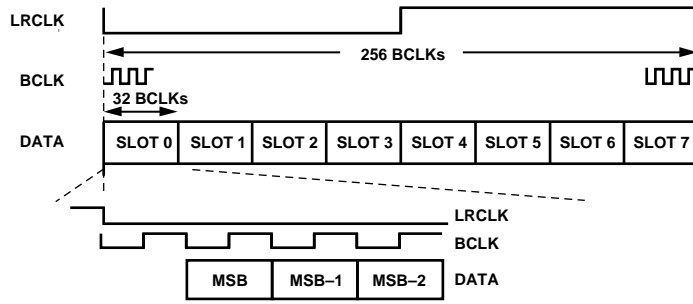 LRCLK
256 BCLKs
BCLK
32 BCLKs
DATA SLOT 0 SLOT 1 SLOT 2 SLOT 3 SLOT 4 SLOT 5 SLOT 6 SLOT 7
LRCLK
BCLK
MSB MSB–1 MSB–2 DATA